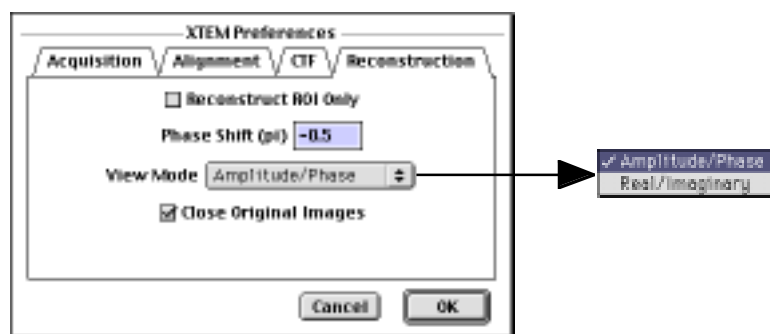 XTEM Preferences
Acquisition Alignment CTF Reconstruction
Reconstruct ROI Only
Phase Shift (pi) -0.5
View Mode Amplitude/Phase
Close Original Images
Cancel OK
Amplitude/Phase
Real/Imaginary